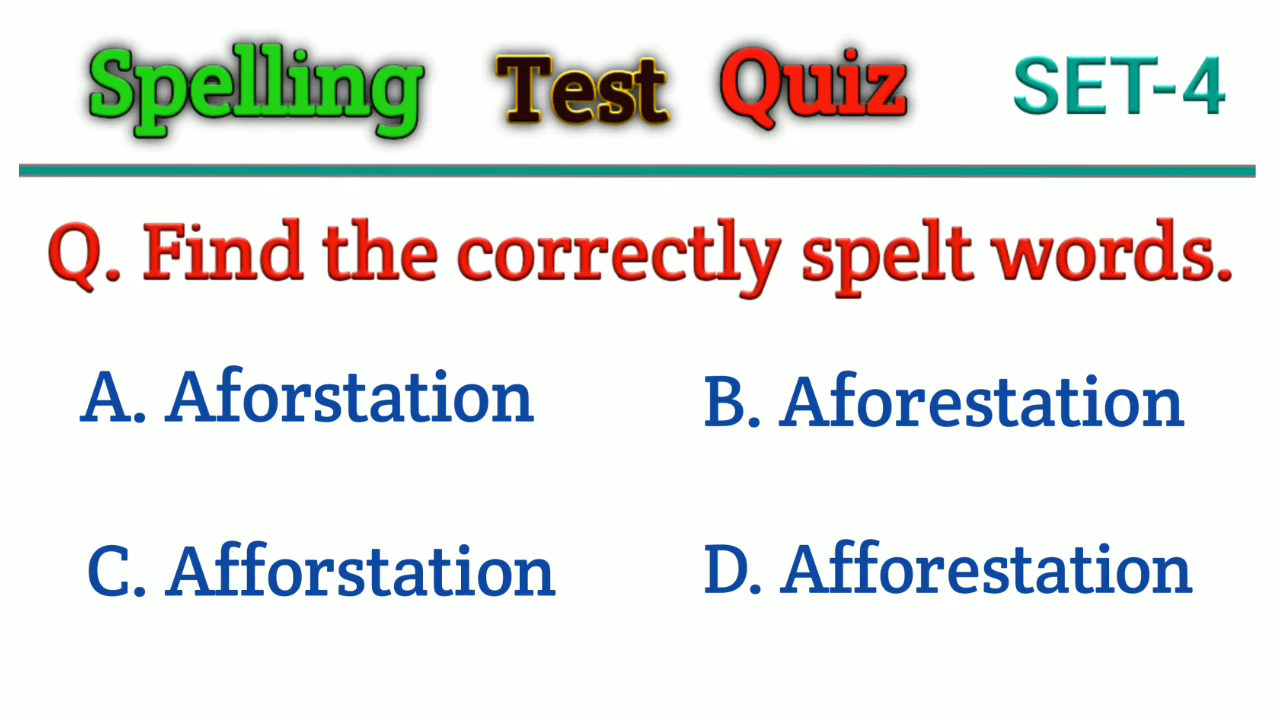 Spelling Test Quiz SET-4
Q. Find the correctly spelt words.
A. Aforstation B. Aforestation
C. Afforstation D. Afforestation